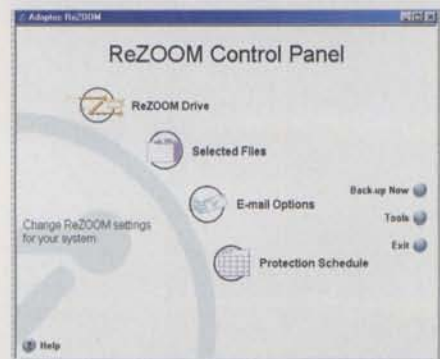 Adaptec ReZOOM
ReZOOM Control Panel
ReZOOM Drive
Selected Files
E-mail Options
Protection Schedule
Change ReZOOM settings
for your system.
Back-up Now
Tools
Exit
Help